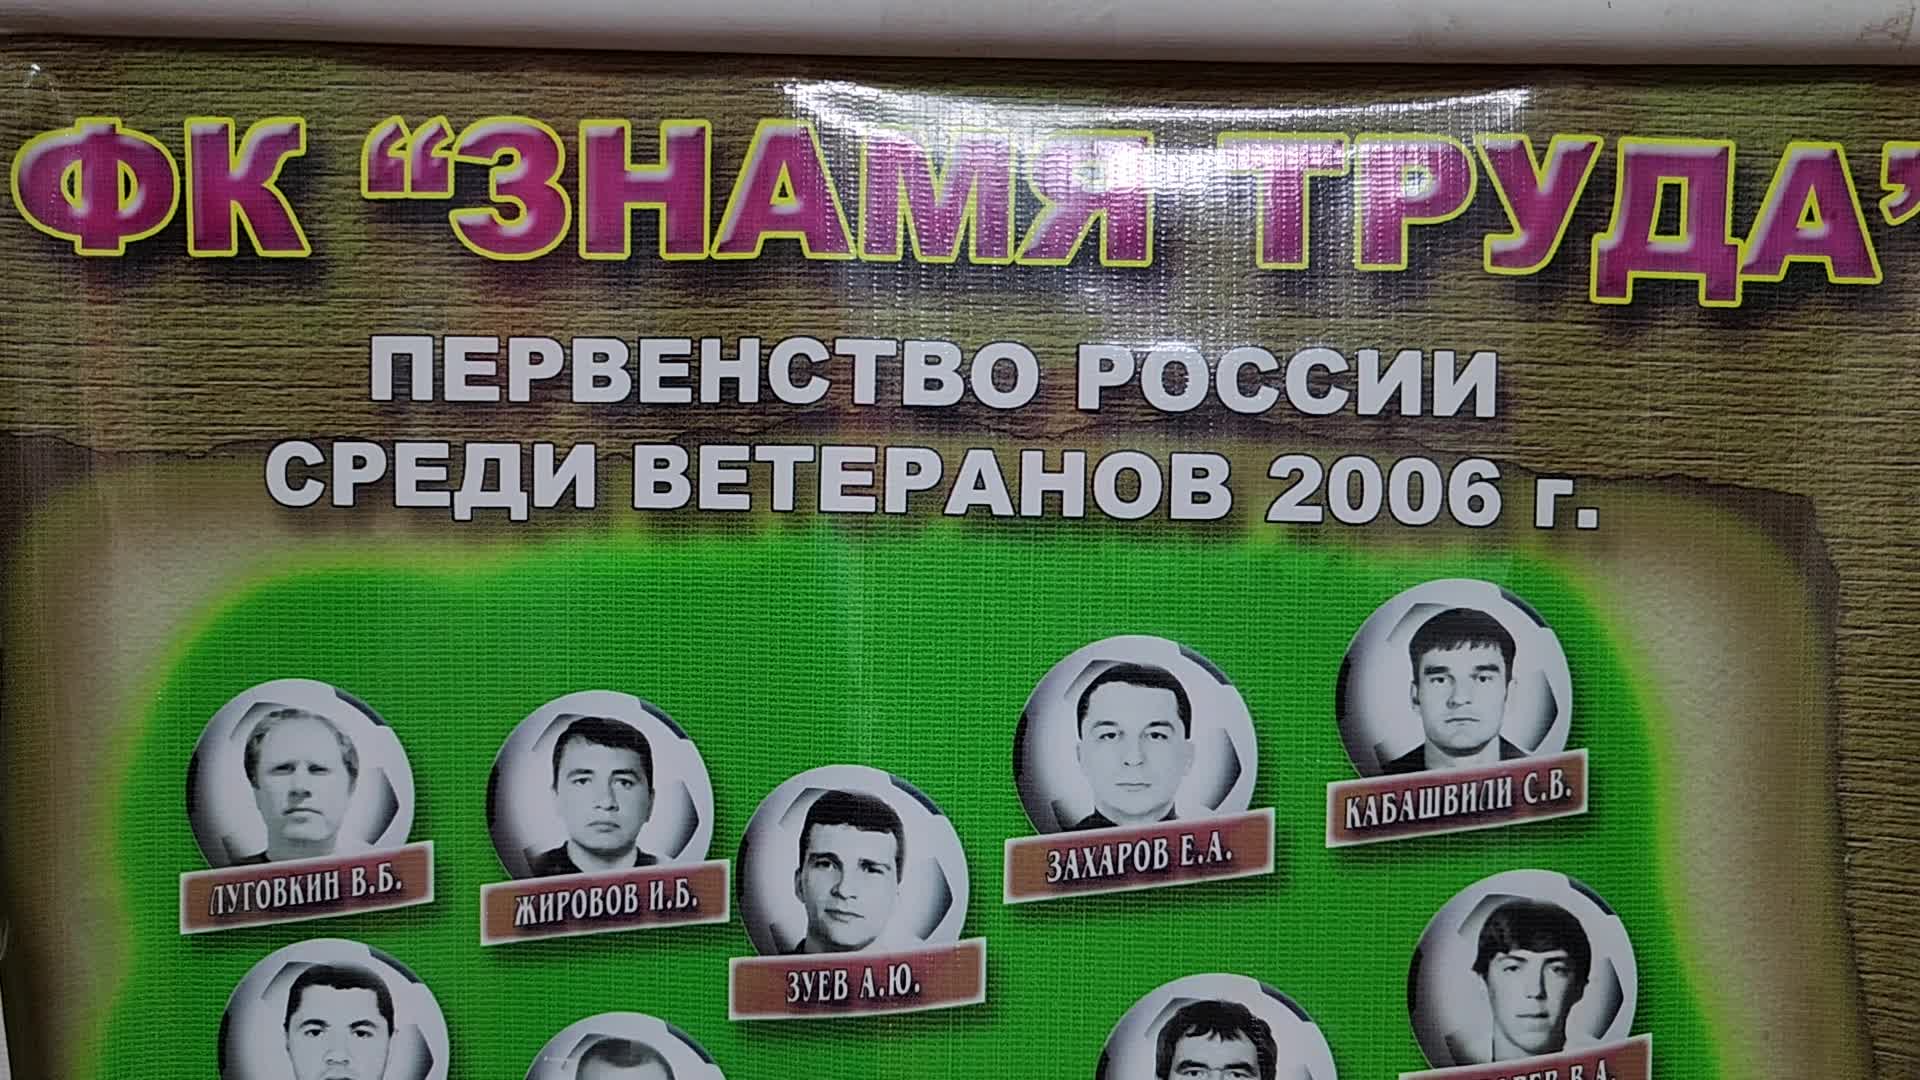 ФК “ЗНАМЯ ТРУДА”
ПЕРВЕНСТВО РОССИИ
СРЕДИ ВЕТЕРАНОВ 2006 г.
КАБАШВИЛИ С.В.
ЗАХАРОВ Е.А.
ЛУГОВКИН В.Б.
ЖИРОВОВ И.Б.
ЗУЕВ А.Ю.
В.А.